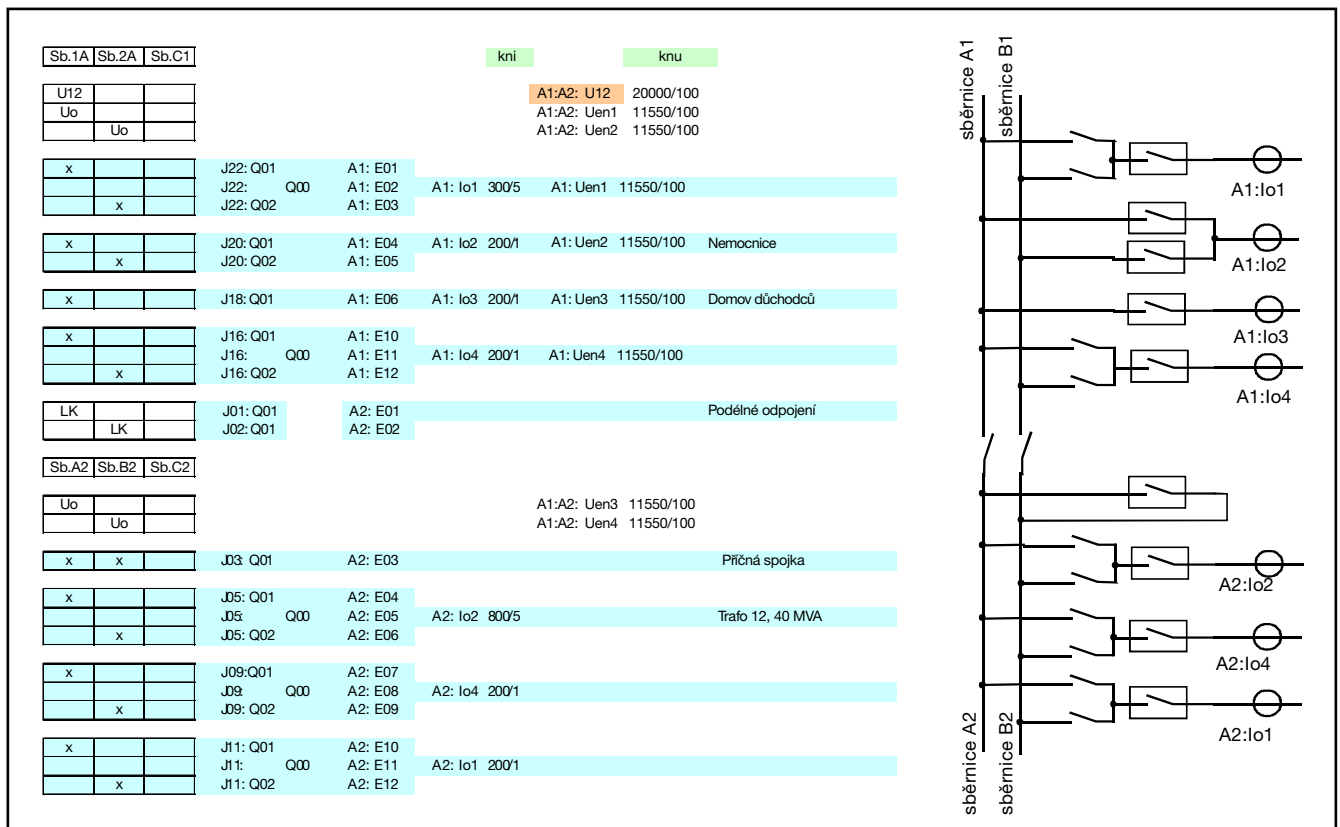 Sb.1A Sb.2A Sb.C1 kni knu
U12 A1:A2: U12 20000/100
Uo A1:A2: Uen1 11550/100
Uo A1:A2: Uen2 11550/100
x J22: Q01 A1: E01
J22: Q00 A1: E02 A1: Io1 300/5 A1: Uen1 11550/100
x J22: Q02 A1: E03
x J20: Q01 A1: E04 A1: Io2 200/1 A1: Uen2 11550/100 Nemocnice
x J20: Q02 A1: E05
x J18: Q01 A1: E06 A1: Io3 200/1 A1: Uen3 11550/100 Domov důchodců
x J16: Q01 A1: E10
J16: Q00 A1: E11 A1: Io4 200/1 A1: Uen4 11550/100
x J16: Q02 A1: E12
LK J01: Q01 A2: E01 Podélné odpojení
LK J02: Q01 A2: E02
Sb.A2 Sb.B2 Sb.C2
Uo A1:A2: Uen3 11550/100
Uo A1:A2: Uen4 11550/100
x x J03: Q01 A2: E03 Příčná spojka
x J05: Q01 A2: E04
J05: Q00 A2: E05 A2: Io2 800/5 Trafo 12, 40 MVA
x J05: Q02 A2: E06
x J09:Q01 A2: E07
J09: Q00 A2: E08 A2: Io4 200/1
x J09: Q02 A2: E09
x J11: Q01 A2: E10
J11: Q00 A2: E11 A2: Io1 200/1
x J11: Q02 A2: E12
sběrnice A1
sběrnice B1
A1:Io1
A1:Io2
A1:Io3
A1:Io4
A2:Io2
A2:Io4
A2:Io1
sběrnice A2
sběrnice B2